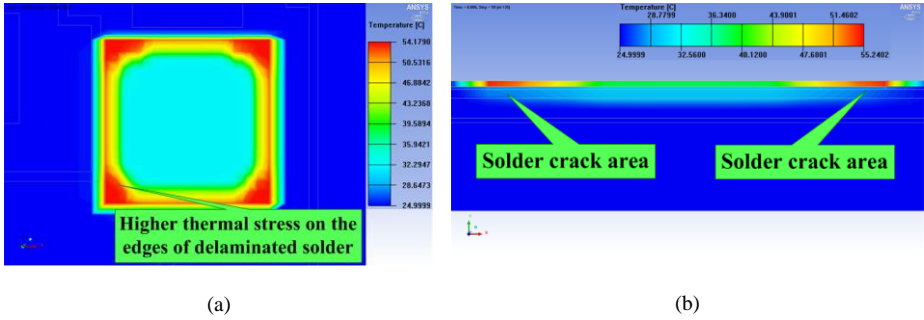 ANSYS
Temperature [C]
54.1790
50.5316
46.8842
43.2368
39.5894
35.9421
32.2947
28.6473
24.9999
Higher thermal stress on the
edges of delaminated solder
(a)
ANSYS
Temperature [C]
28.7799 36.3400 43.9001 51.4602
24.9999 32.5600 40.1200 47.6801 55.2402
Solder crack area
Solder crack area
(b)